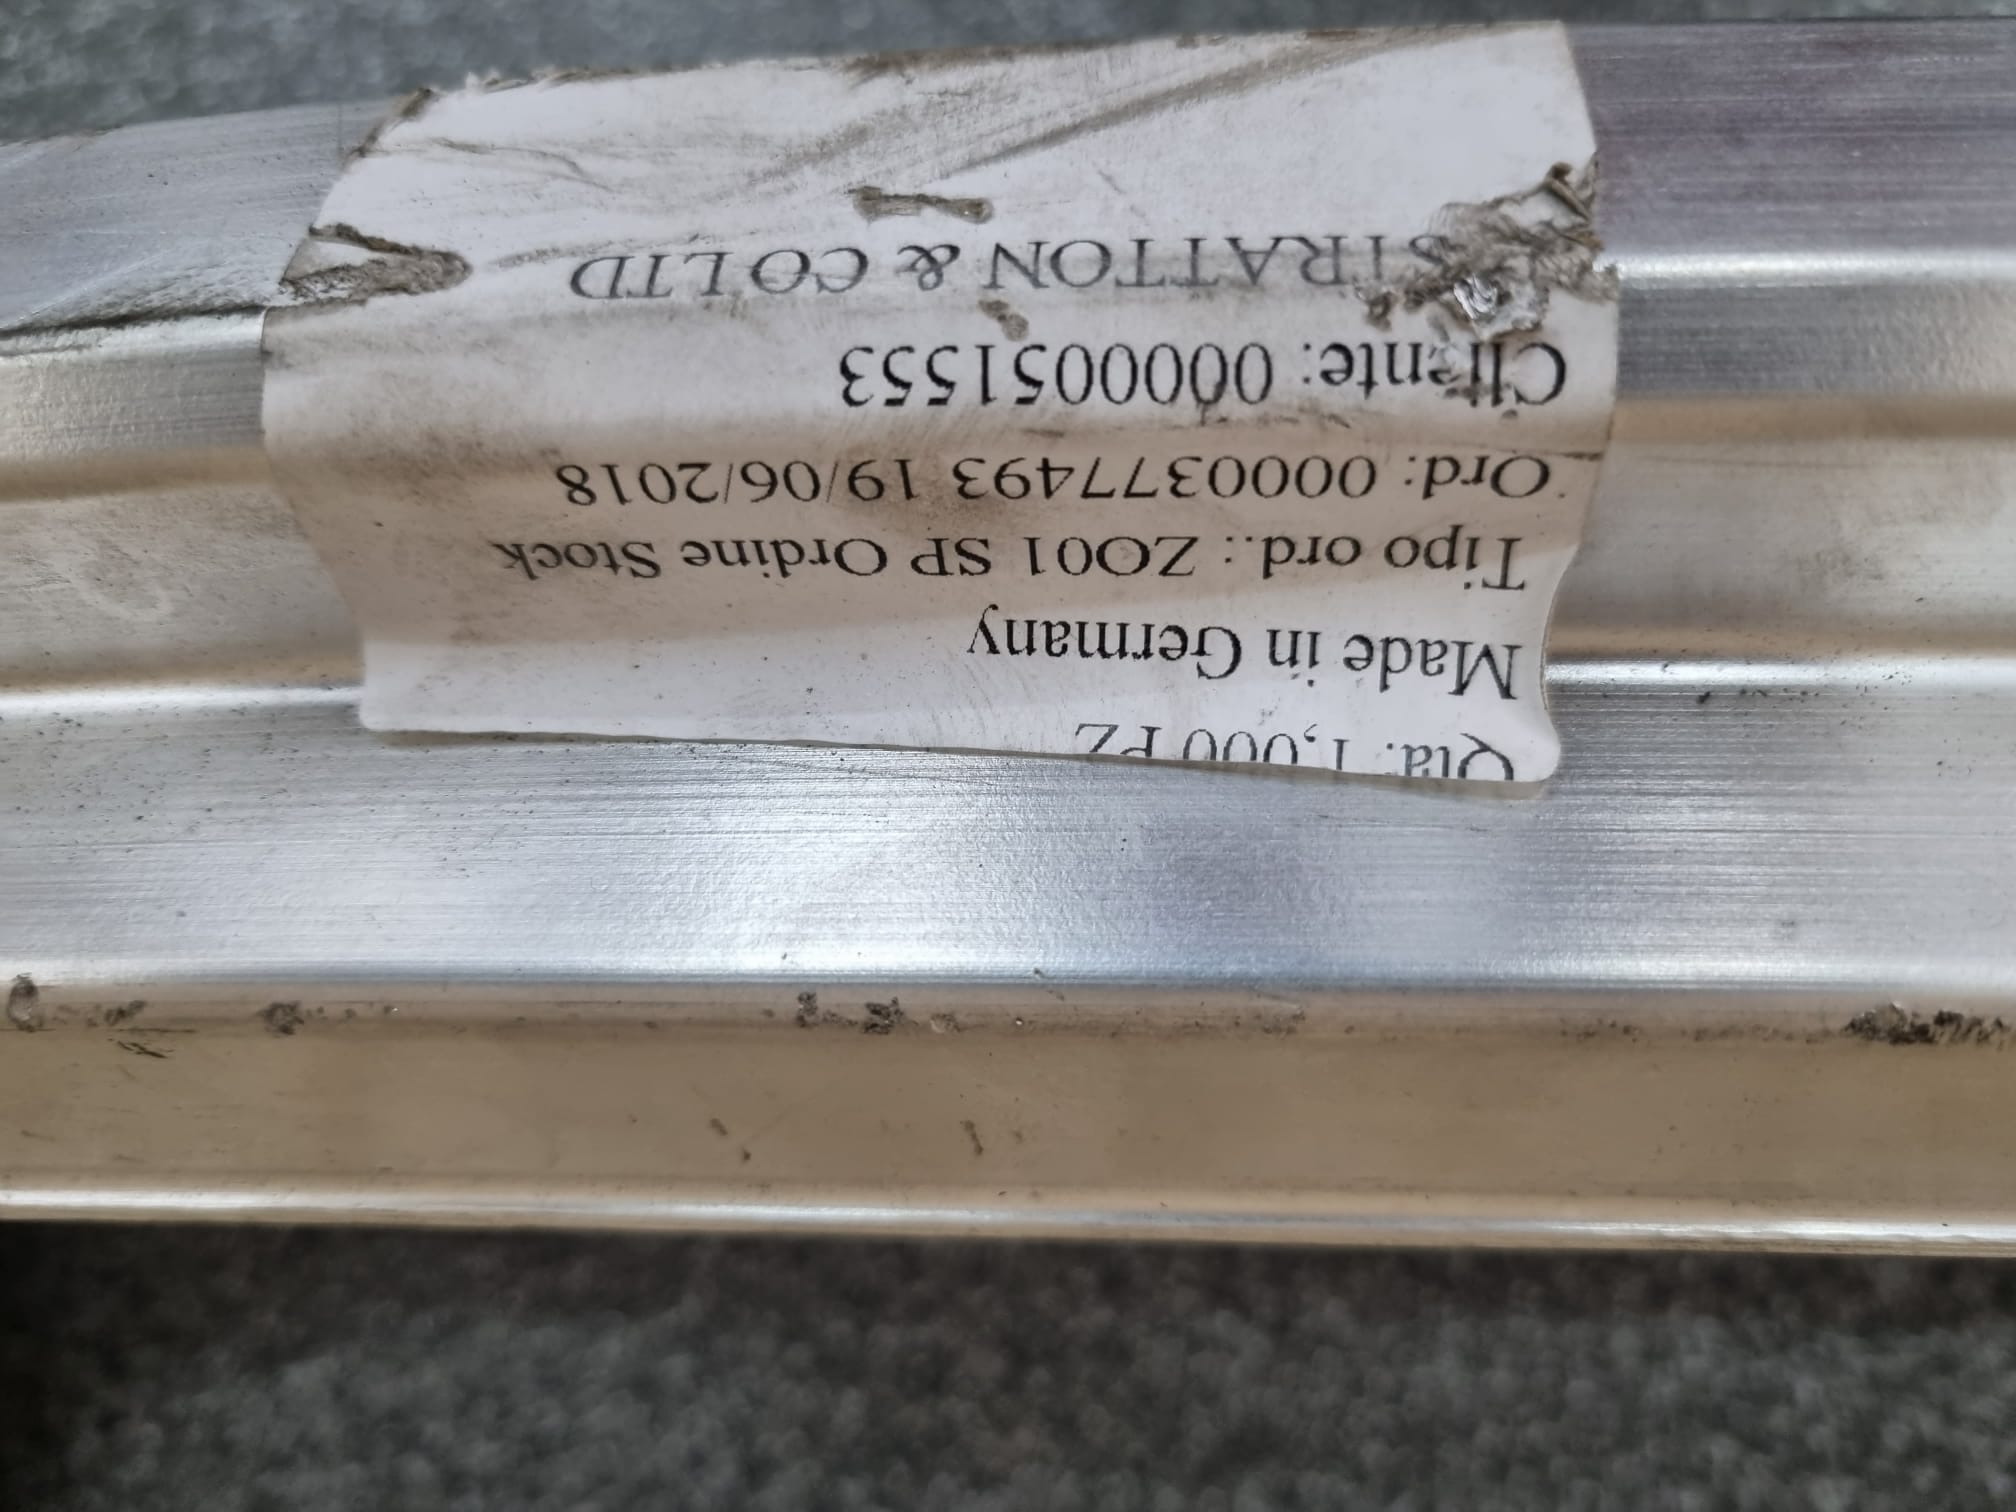 Qta: 1,000 PZ
Made in Germany
Tipo ord.: ZO01 SP Ordine Stock
Ord: 0000377493 19/06/2018
Cliente: 0000051553
STRATTON & CO LTD